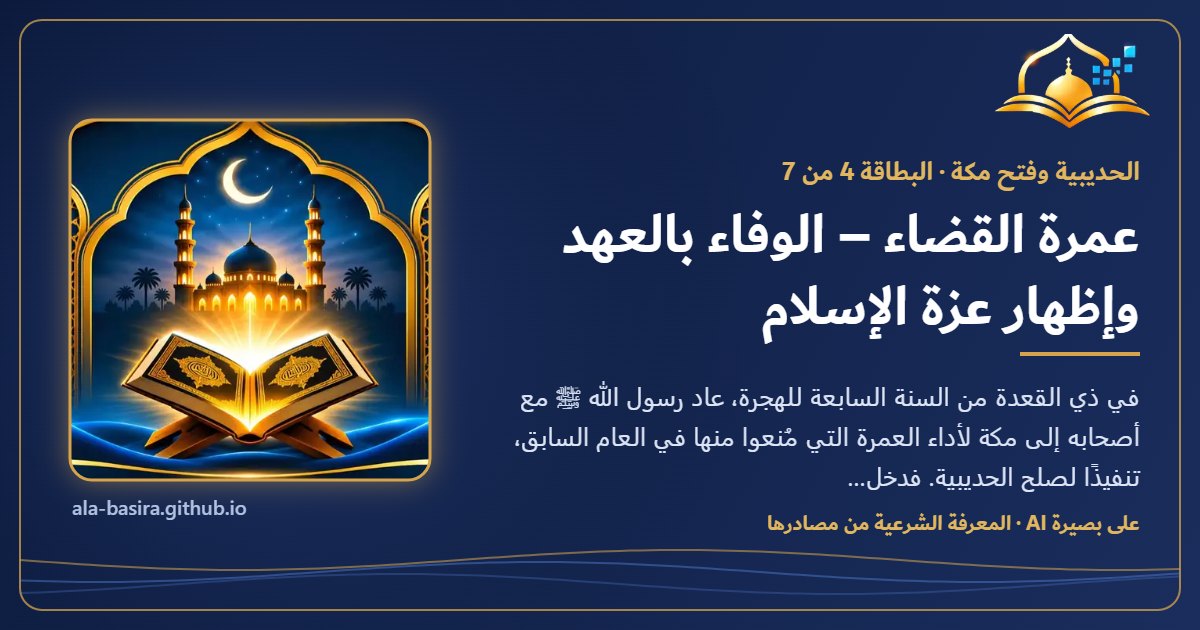 الحديبية وفتح مكة · البطاقة 4 من 7
عمرة القضاء – الوفاء بالعهد
وإظهار عزة الإسلام
في ذي القعدة من السنة السابعة للهجرة، عاد رسول الله ﷺ مع
أصحابه إلى مكة لأداء العمرة التي مُنعوا منها في العام السابق،
تنفيذًا لصلح الحديبية. فدخل...
على بصيرة AI · المعرفة الشرعية من مصادرها
ala-basira.github.io